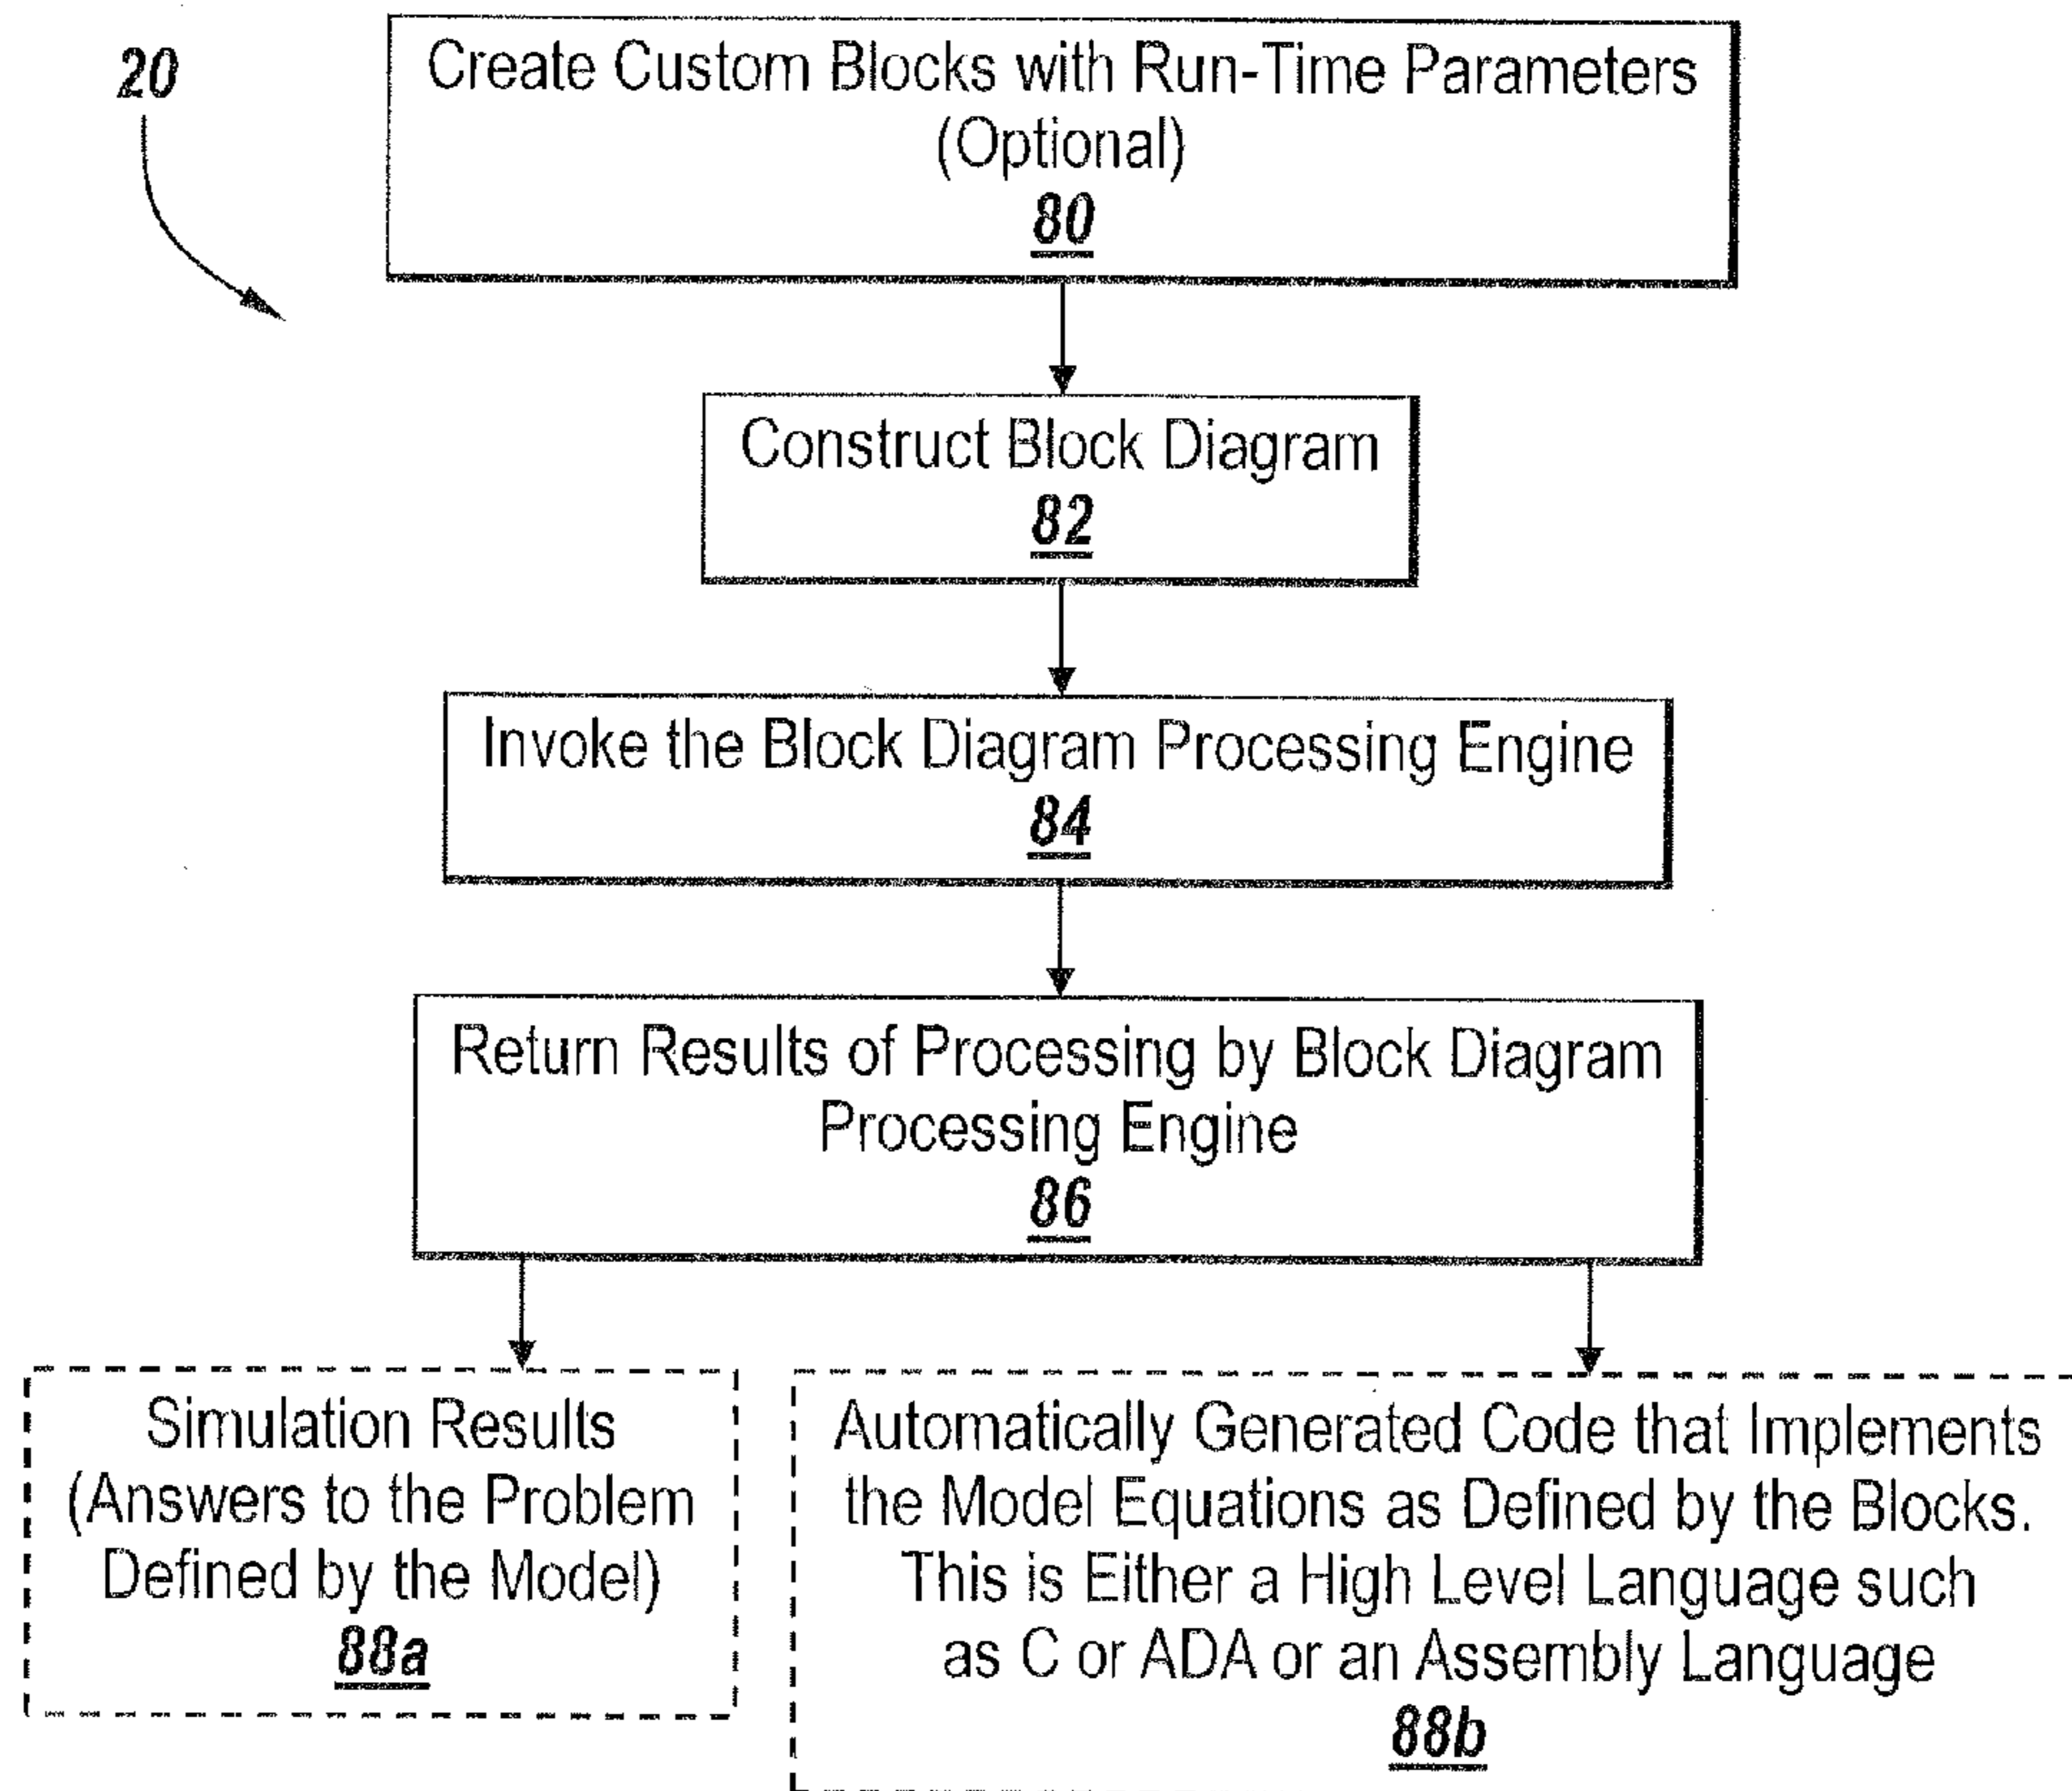 20
Create Custom Blocks with Run-Time Parameters
(Optional)
80
Construct Block Diagram
82
Invoke the Block Diagram Processing Engine
84
Return Results of Processing by Block Diagram
Processing Engine
86
Simulation Results
(Answers to the Problem
Defined by the Model)
88a
Automatically Generated Code that Implements
the Model Equations as Defined by the Blocks.
This is Either a High Level Language such
as C or ADA or an Assembly Language
88b